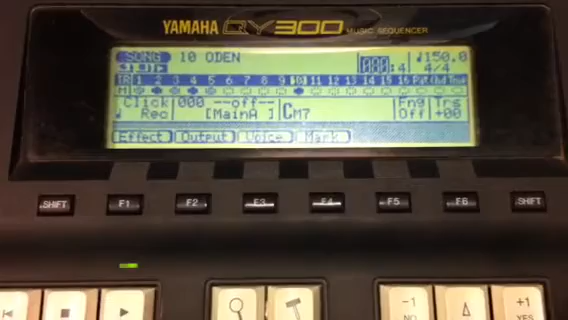 YAMAHA QY300 MUSIC SEQUENCER
SONG 10 ODEN 000:4 ♩150.0
4/4
TR 1 2 3 4 5 6 7 8 9 10 11 12 13 14 15 16 Pat Chd
M
Click 000 --off-- CM7 Fng Trs
♩ Rec [MainA ] Off +00
Effect Output Voice Mark
SHIFT F1 F2 F3 F4 F5 F6 SHIFT
-1 +1
NO YES